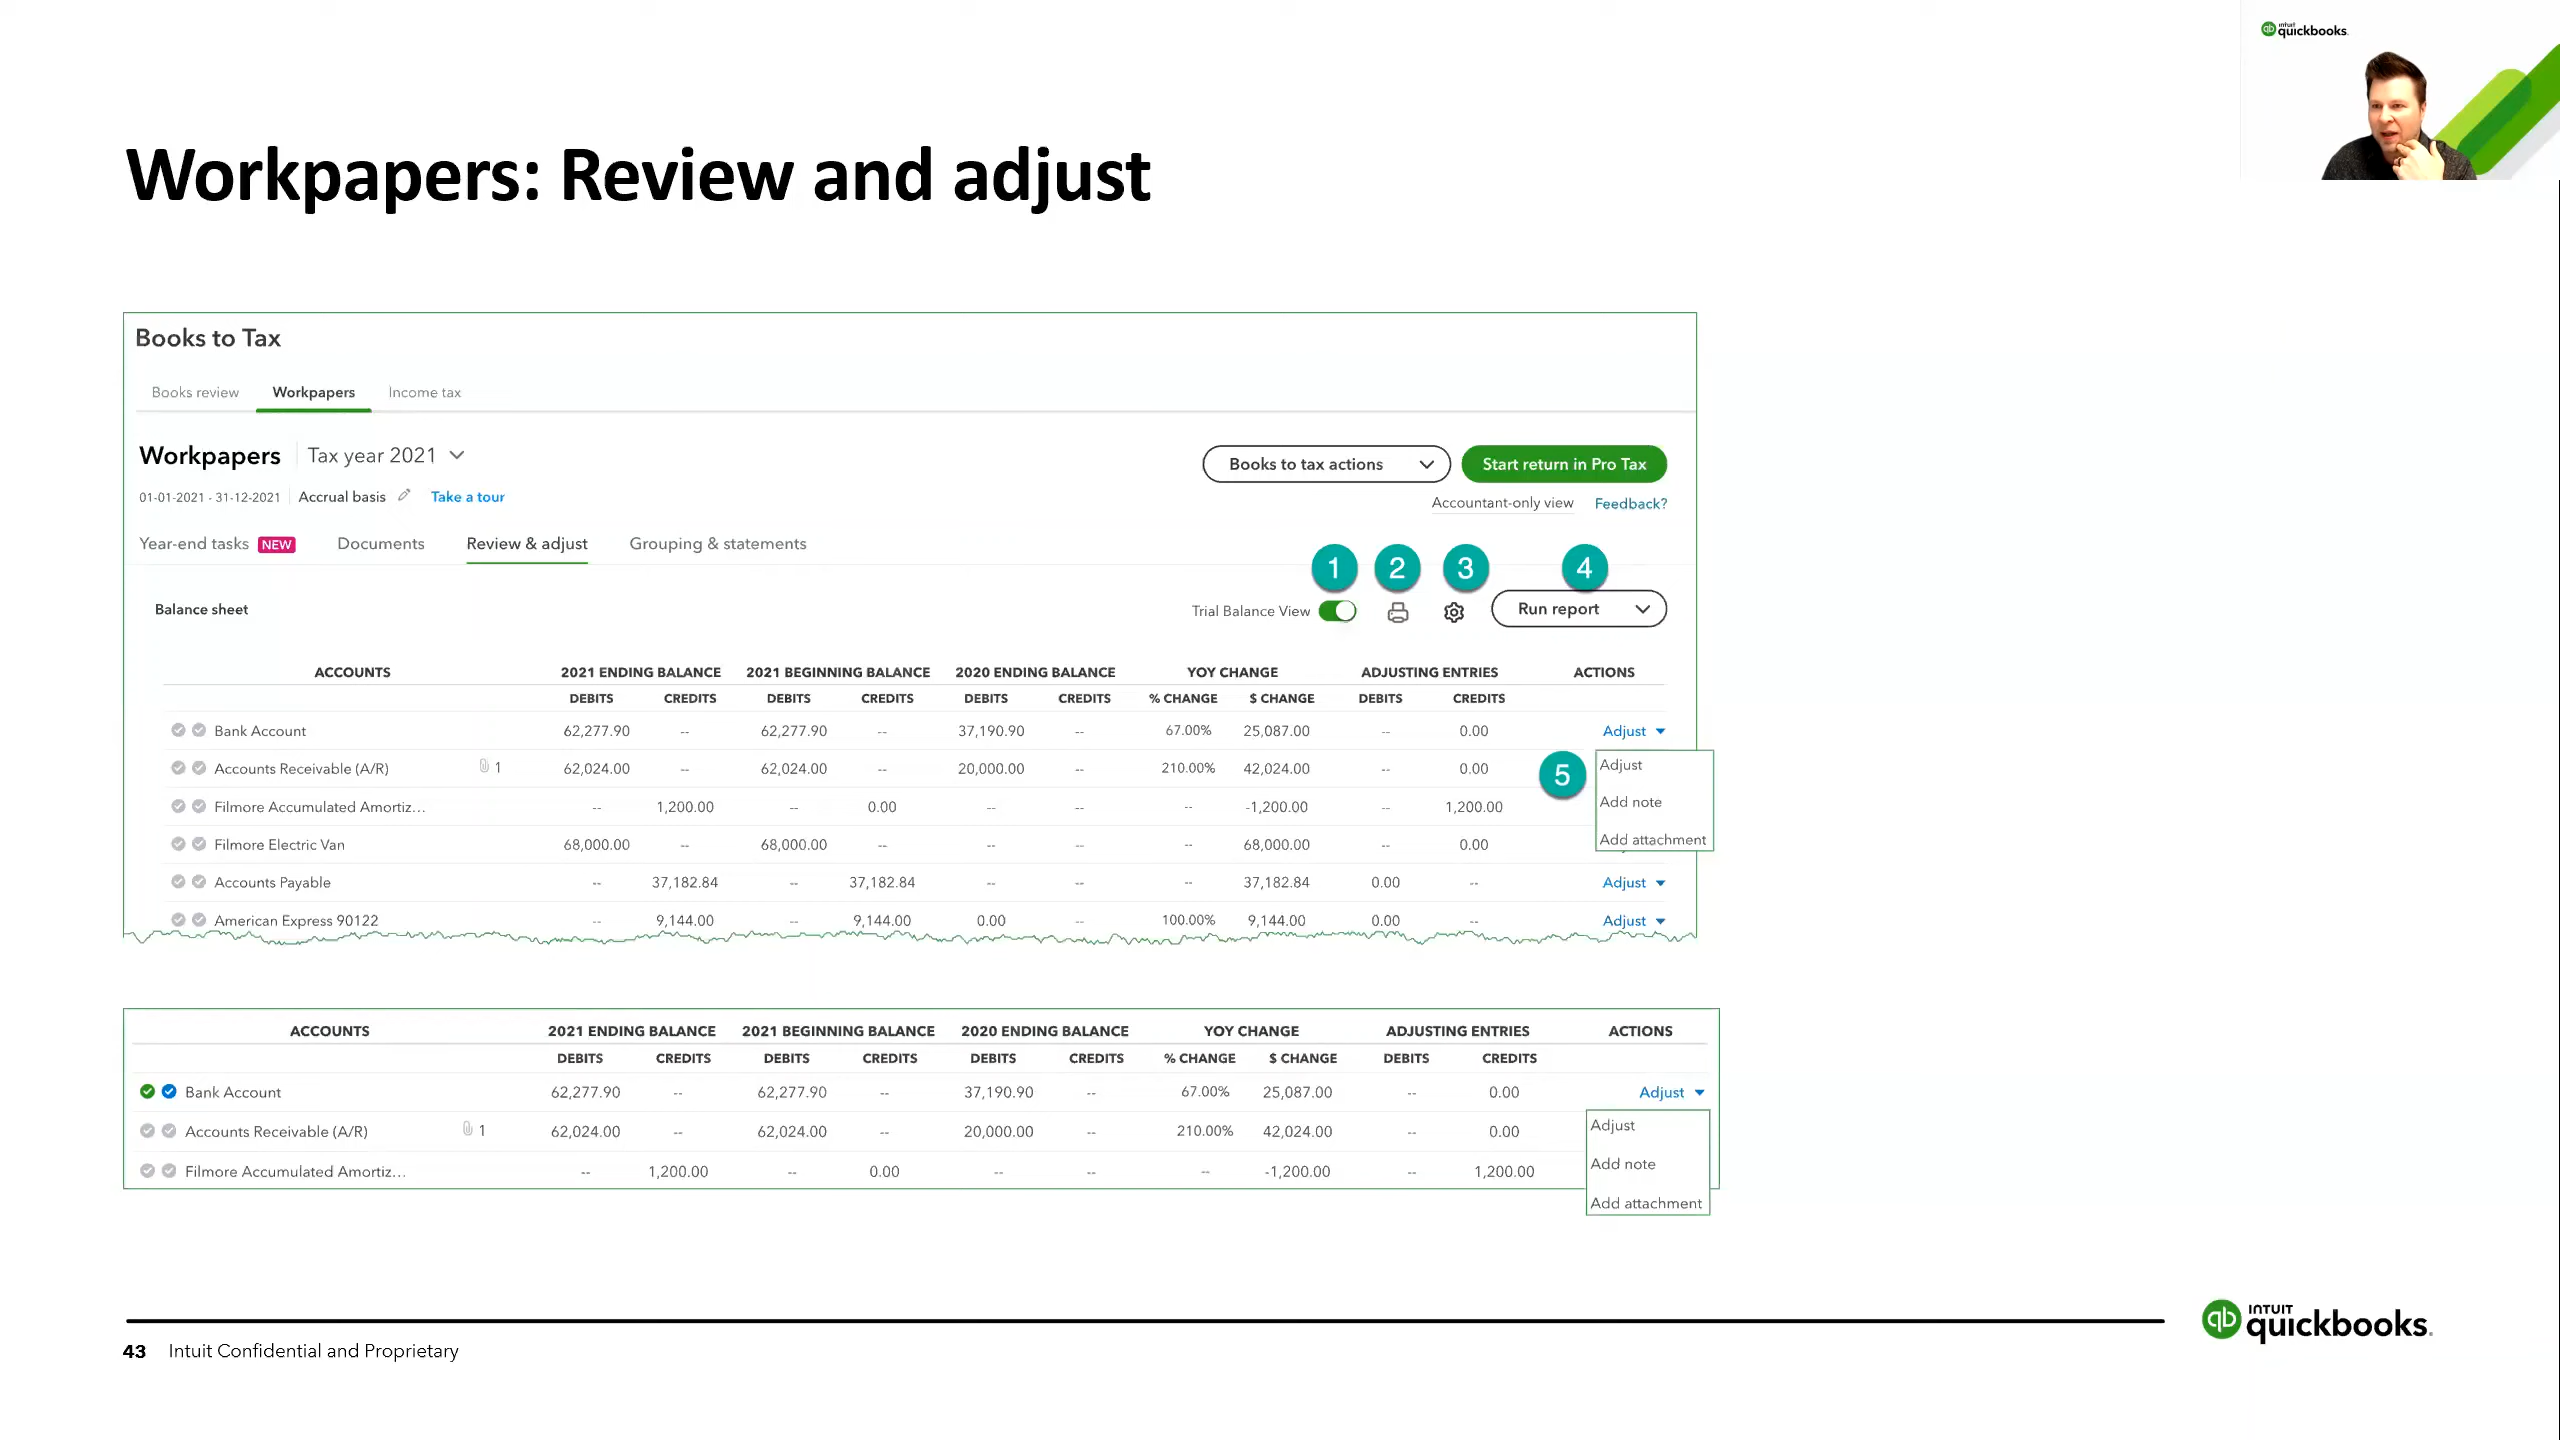 intuit
quickbooks.
Workpapers: Review and adjust
Books to Tax
Books review Workpapers Income tax
Workpapers Tax year 2021
Books to tax actions Start return in Pro Tax
01-01-2021 - 31-12-2021 Accrual basis Take a tour
Accountant-only view Feedback?
Year-end tasks NEW Documents Review & adjust Grouping & statements
1 2 3 4
Balance sheet Trial Balance View Run report
ACCOUNTS 2021 ENDING BALANCE 2021 BEGINNING BALANCE 2020 ENDING BALANCE YOY CHANGE ADJUSTING ENTRIES ACTIONS
DEBITS CREDITS DEBITS CREDITS DEBITS CREDITS % CHANGE $ CHANGE DEBITS CREDITS
Bank Account 62,277.90 -- 62,277.90 -- 37,190.90 -- 67.00% 25,087.00 -- 0.00 Adjust
Accounts Receivable (A/R) 1 62,024.00 -- 62,024.00 -- 20,000.00 -- 210.00% 42,024.00 -- 0.00
5 Adjust
Filmore Accumulated Amortiz... -- 1,200.00 -- 0.00 -- -- -- -1,200.00 -- 1,200.00 Add note
Filmore Electric Van 68,000.00 -- 68,000.00 -- -- -- -- 68,000.00 -- 0.00 Add attachment
Accounts Payable -- 37,182.84 -- 37,182.84 -- -- -- 37,182.84 0.00 -- Adjust
American Express 90122 -- 9,144.00 -- 9,144.00 0.00 -- 100.00% 9,144.00 0.00 -- Adjust
ACCOUNTS 2021 ENDING BALANCE 2021 BEGINNING BALANCE 2020 ENDING BALANCE YOY CHANGE ADJUSTING ENTRIES ACTIONS
DEBITS CREDITS DEBITS CREDITS DEBITS CREDITS % CHANGE $ CHANGE DEBITS CREDITS
Bank Account 62,277.90 -- 62,277.90 -- 37,190.90 -- 67.00% 25,087.00 -- 0.00 Adjust
Accounts Receivable (A/R) 1 62,024.00 -- 62,024.00 -- 20,000.00 -- 210.00% 42,024.00 -- 0.00 Adjust
Filmore Accumulated Amortiz... -- 1,200.00 -- 0.00 -- -- -- -1,200.00 -- 1,200.00 Add note
Add attachment
43 Intuit Confidential and Proprietary
qb INTUIT
quickbooks.